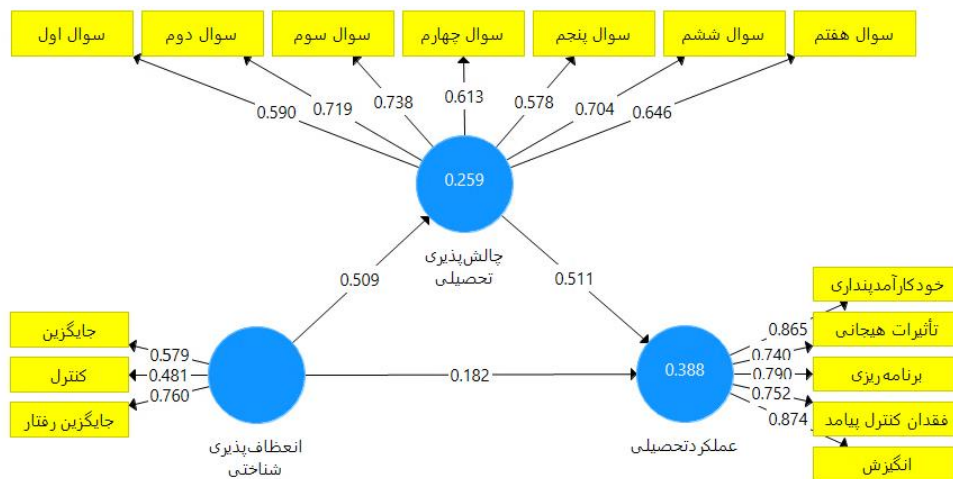 سوال اول
سوال دوم
سوال سوم
سوال چهارم
سوال پنجم
سوال ششم
سوال هفتم
0.590
0.719
0.738
0.613
0.578
0.704
0.646
0.259
چالش‌پذیری
تحصیلی
0.509
0.511
جایگزین
کنترل
جایگزین رفتار
0.579
0.481
0.760
انعظاف‌پذیری
شناختی
0.182
0.388
عملکردتحصیلی
0.865
0.740
0.790
0.752
0.874
خودکارآمدپنداری
تأثیرات هیجانی
برنامه‌ریزی
فقدان کنترل پیامد
انگیزش